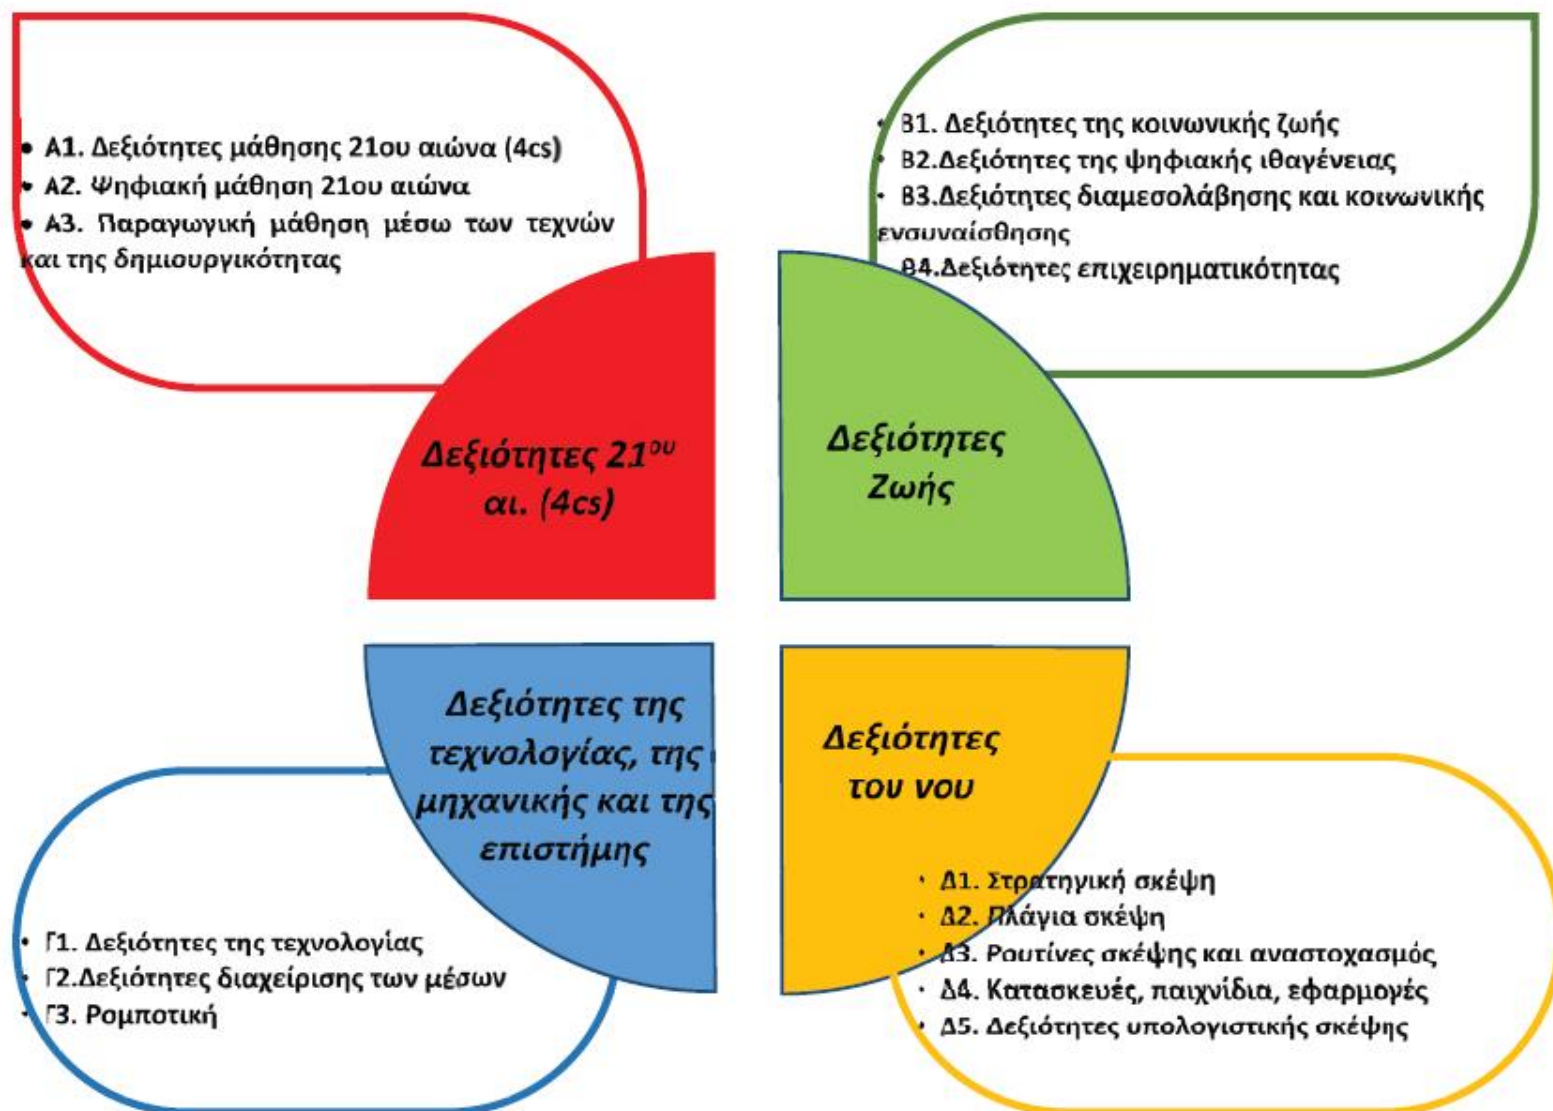 • Α1. Δεξιότητες μάθησης 21ου αιώνα (4cs)
• Α2. Ψηφιακή μάθηση 21ου αιώνα
• Α3. Παραγωγική μάθηση μέσω των τεχνών
και της δημιουργικότητας
• Β1. Δεξιότητες της κοινωνικής ζωής
• Β2.Δεξιότητες της ψηφιακής ιθαγένειας
• Β3.Δεξιότητες διαμεσολάβησης και κοινωνικής
ενσυναίσθησης
Β4.Δεξιότητες επιχειρηματικότητας
Δεξιότητες 21ου
αι. (4cs)
Δεξιότητες
Ζωής
Δεξιότητες της
τεχνολογίας, της
μηχανικής και της
επιστήμης
Δεξιότητες
του νου
• Γ1. Δεξιότητες της τεχνολογίας
• Γ2.Δεξιότητες διαχείρισης των μέσων
• Γ3. Ρομποτική
• Δ1. Στρατηγική σκέψη
• Δ2. Πλάγια σκέψη
• Δ3. Ρουτίνες σκέψης και αναστοχασμός
• Δ4. Κατασκευές, παιχνίδια, εφαρμογές
• Δ5. Δεξιότητες υπολογιστικής σκέψης